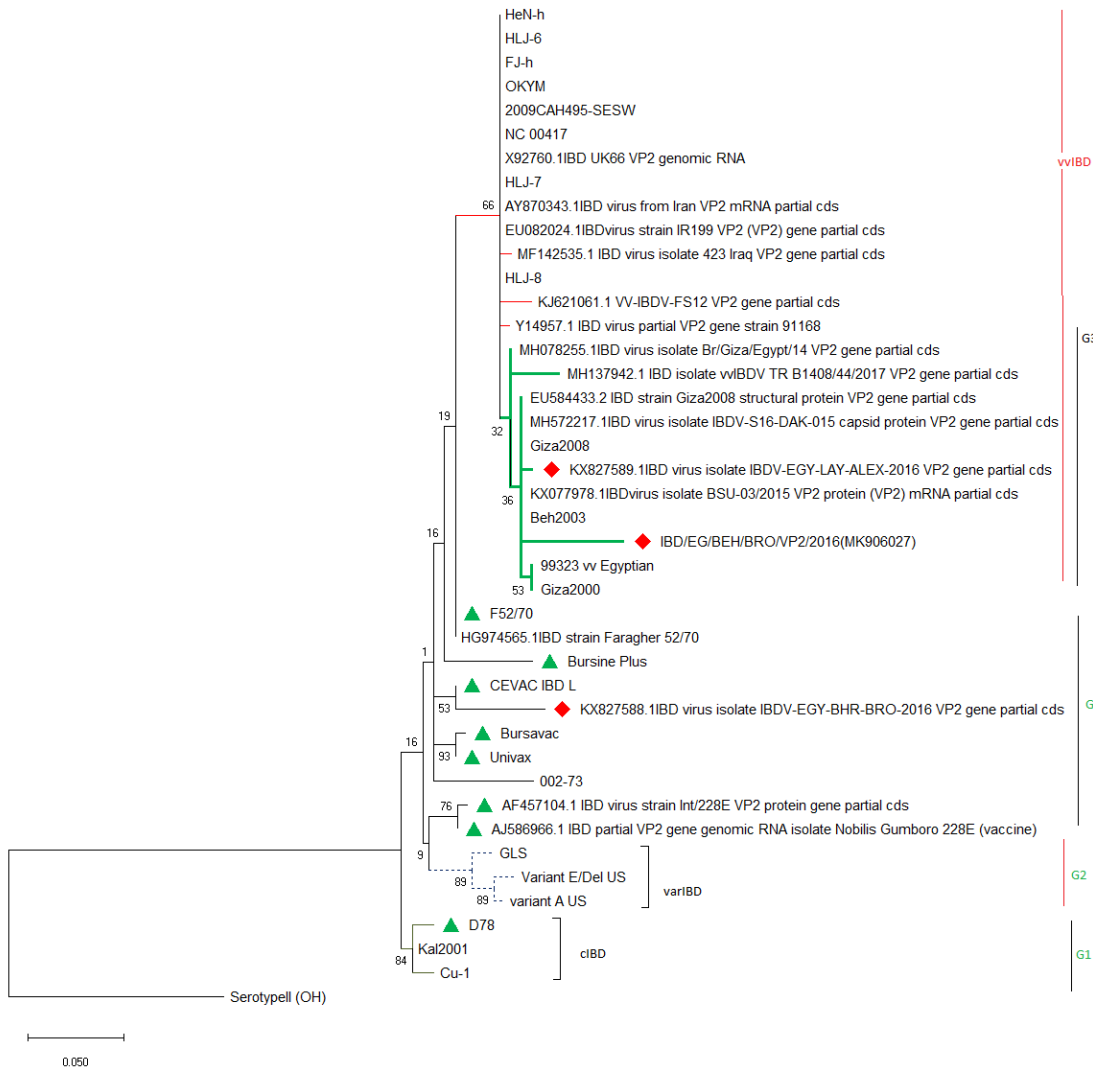 HeN-h
HLJ-6
FJ-h
OKYM
2009CAH495-SESW
NC 00417
X92760.1IBD UK66 VP2 genomic RNA
vvIBD
HLJ-7
66
AY870343.1IBD virus from Iran VP2 mRNA partial cds
EU082024.1IBDvirus strain IR199 VP2 (VP2) gene partial cds
MF142535.1 IBD virus isolate 423 Iraq VP2 gene partial cds
HLJ-8
KJ621061.1 VV-IBDV-FS12 VP2 gene partial cds
Y14957.1 IBD virus partial VP2 gene strain 91168
G3
MH078255.1IBD virus isolate Br/Giza/Egypt/14 VP2 gene partial cds
MH137942.1 IBD isolate vvIBDV TR B1408/44/2017 VP2 gene partial cds
EU584433.2 IBD strain Giza2008 structural protein VP2 gene partial cds
19
MH572217.1IBD virus isolate IBDV-S16-DAK-015 capsid protein VP2 gene partial cds
32
Giza2008
KX827589.1IBD virus isolate IBDV-EGY-LAY-ALEX-2016 VP2 gene partial cds
KX077978.1IBDvirus isolate BSU-03/2015 VP2 protein (VP2) mRNA partial cds
36
Beh2003
16
IBD/EG/BEH/BRO/VP2/2016(MK906027)
99323 vv Egyptian
53
Giza2000
F52/70
HG974565.1IBD strain Faragher 52/70
1
Bursine Plus
CEVAC IBD L
53
KX827588.1IBD virus isolate IBDV-EGY-BHR-BRO-2016 VP2 gene partial cds
G
Bursavac
16
93
Univax
002-73
76
AF457104.1 IBD virus strain Int/228E VP2 protein gene partial cds
AJ586966.1 IBD partial VP2 gene genomic RNA isolate Nobilis Gumboro 228E (vaccine)
9
GLS
89
Variant E/Del US
G2
varIBD
89
variant A US
D78
Kal2001
cIBD
G1
84
Cu-1
SerotypeII (OH)
0.050